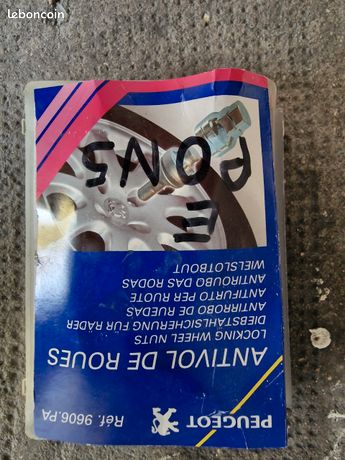 leboncoin
PEUGEOT
Réf. 9606.PA
ANTIVOL DE ROUES
LOCKING WHEEL NUTS
DIEBSTAHLSICHERUNG FÜR RÄDER
ANTIRROBO DE RUEDAS
ANTIFURTO PER RUOTE
ANTIROUBO DAS RODAS
WIELSLOTBOUT
E
PONS